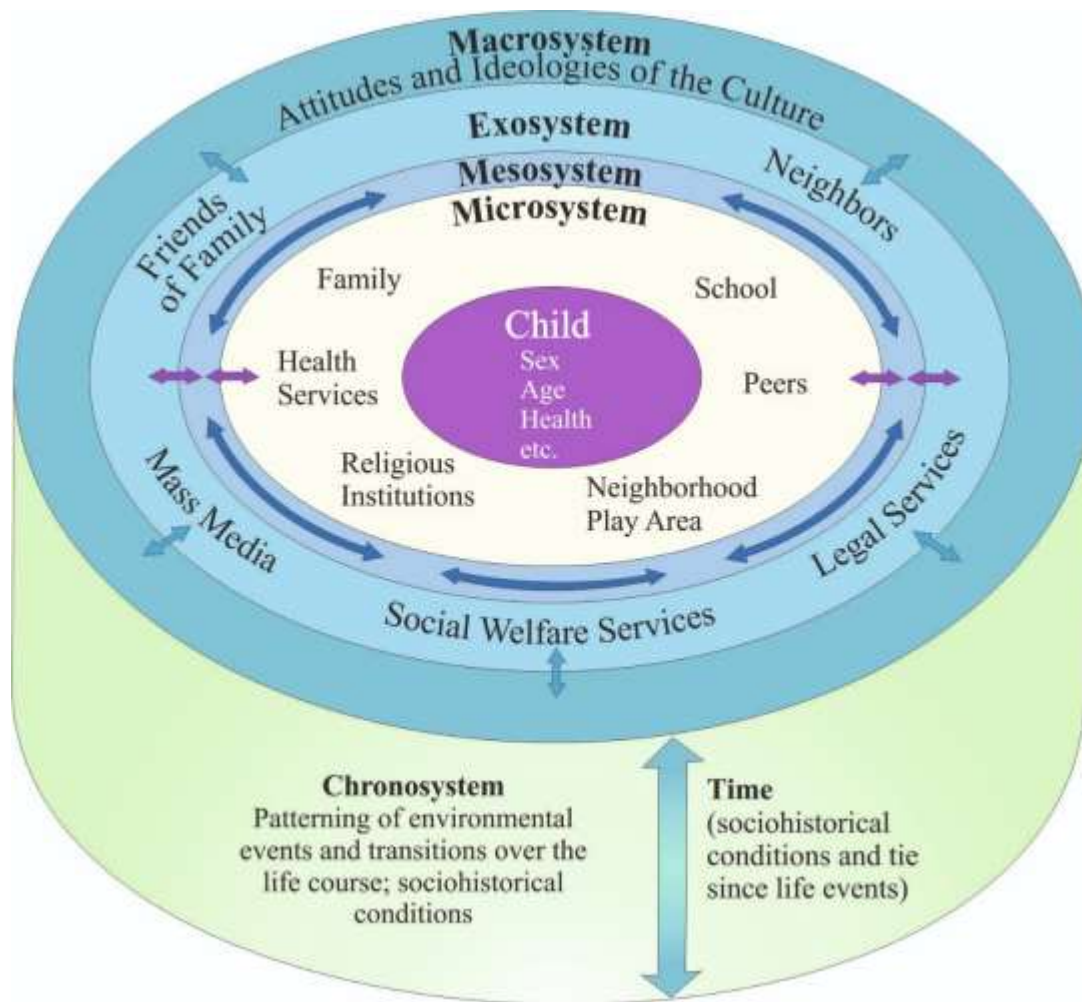 Macrosystem
Attitudes and Ideologies of the Culture
Exosystem
Mesosystem
Microsystem
Friends
of Family
Neighbors
Family
School
Child
Sex
Age
Health
etc.
Health
Services
Peers
Religious
Institutions
Neighborhood
Play Area
Mass Media
Legal Services
Social Welfare Services
Chronosystem
Patterning of environmental
events and transitions over the
life course; sociohistorical
conditions
Time
(sociohistorical
conditions and tie
since life events)